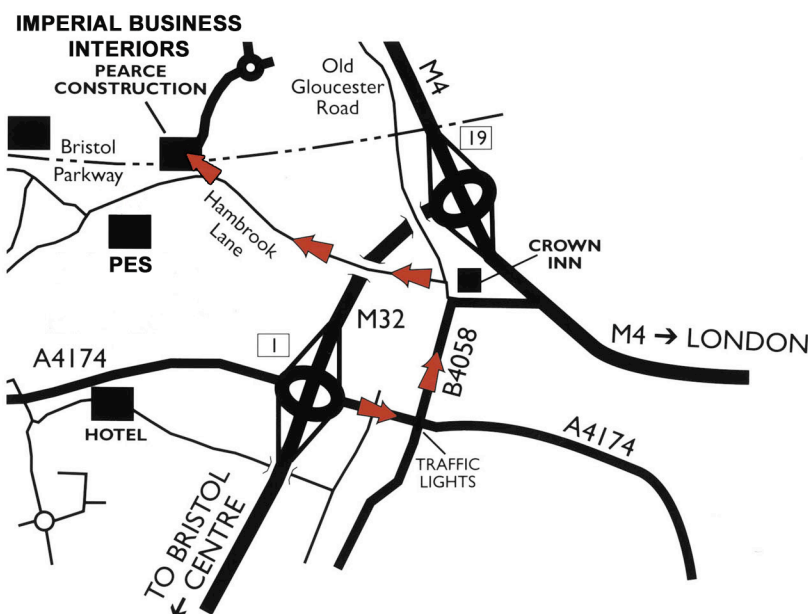 IMPERIAL BUSINESS
INTERIORS
PEARCE
CONSTRUCTION
Old
Gloucester
Road
M4
19
Bristol
Parkway
Hambrook
Lane
PES
CROWN
INN
M32
1
B4058
M4 → LONDON
A4174
HOTEL
TRAFFIC
LIGHTS
A4174
TO BRISTOL
← CENTRE